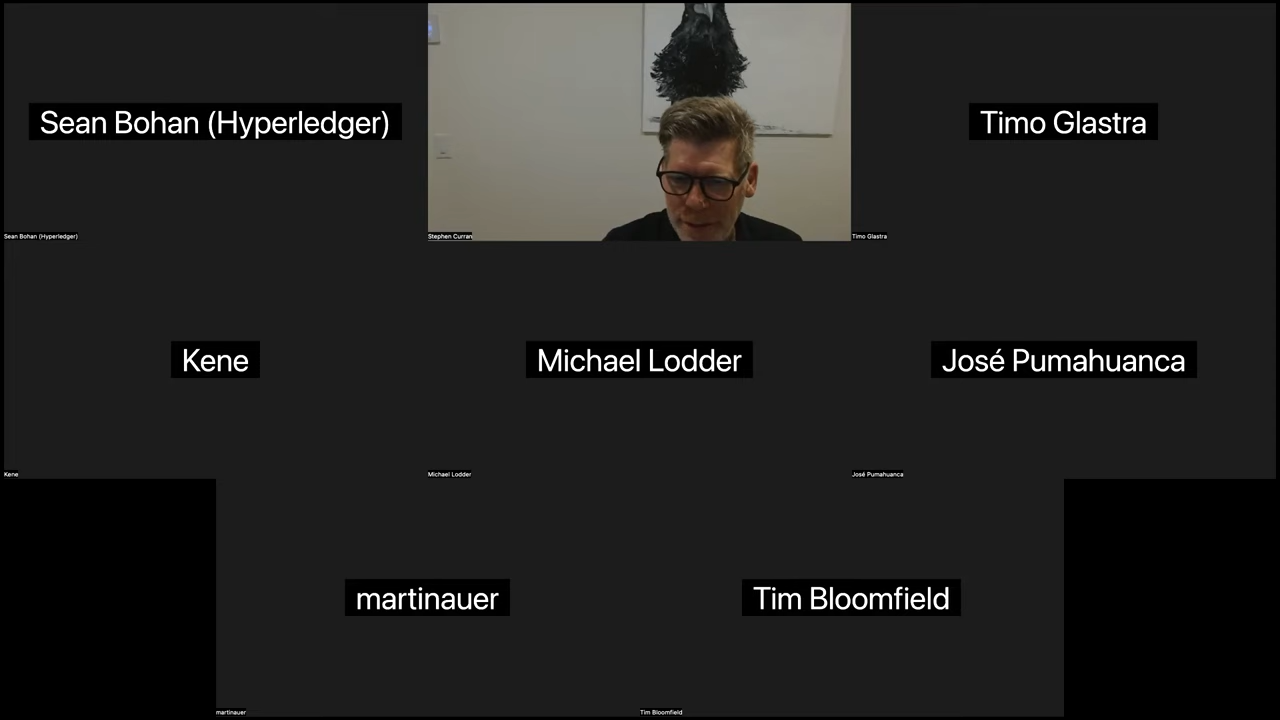 Sean Bohan (Hyperledger)
Timo Glastra
Sean Bohan (Hyperledger)
Stephen Curran
Timo Glastra
Kene
Michael Lodder
José Pumahuanca
Kene
Michael Lodder
José Pumahuanca
martinauer
Tim Bloomfield
martinauer
Tim Bloomfield